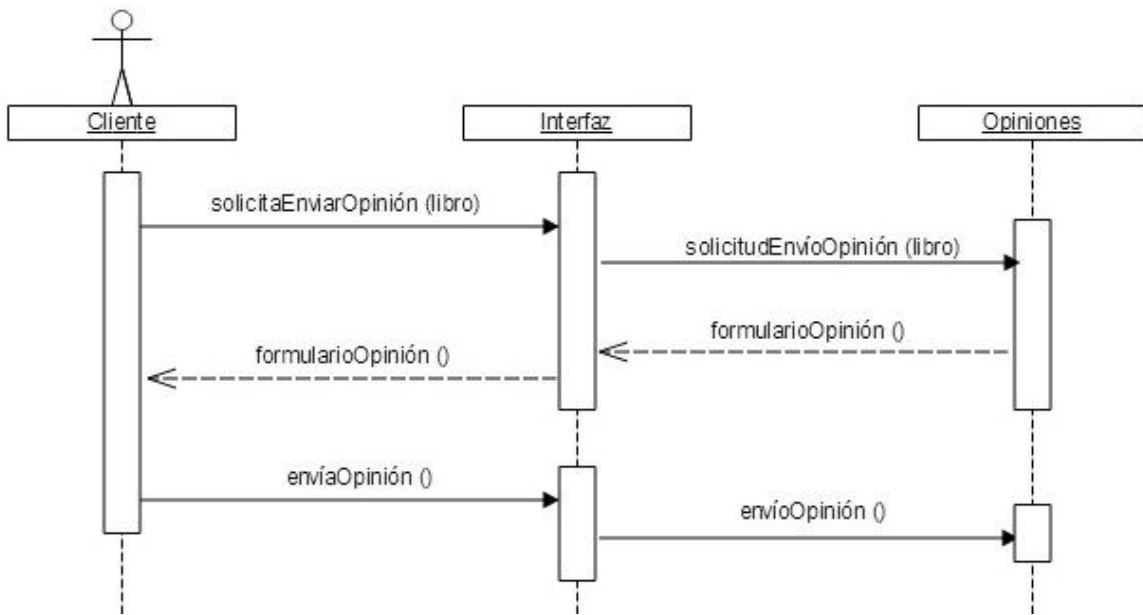 Cliente
Interfaz
Opiniones
solicitaEnviarOpinión (libro)
solicitudEnvíoOpinión (libro)
formularioOpinión ()
formularioOpinión ()
envíaOpinión ()
envíoOpinión ()